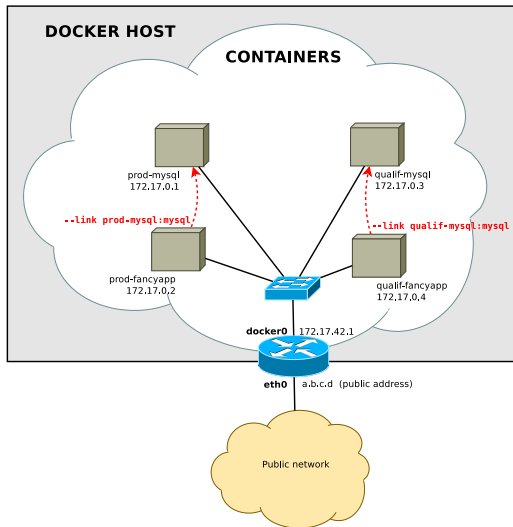 DOCKER HOST
CONTAINERS
prod-mysql
172.17.0.1
qualif-mysql
172.17.0.3
--link prod-mysql:mysql
--link qualif-mysql:mysql
prod-fancyapp
172.17.0.2
qualif-fancyapp
172.17.0.4
docker0 172.17.42.1
eth0 a.b.c.d (public address)
Public network